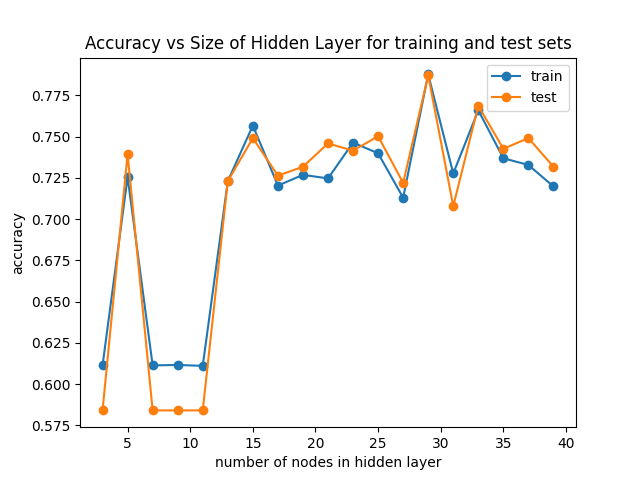 Accuracy vs Size of Hidden Layer for training and test sets
train
test
0.775
0.750
0.725
0.700
0.675
0.650
0.625
0.600
0.575
accuracy
5 10 15 20 25 30 35 40
number of nodes in hidden layer